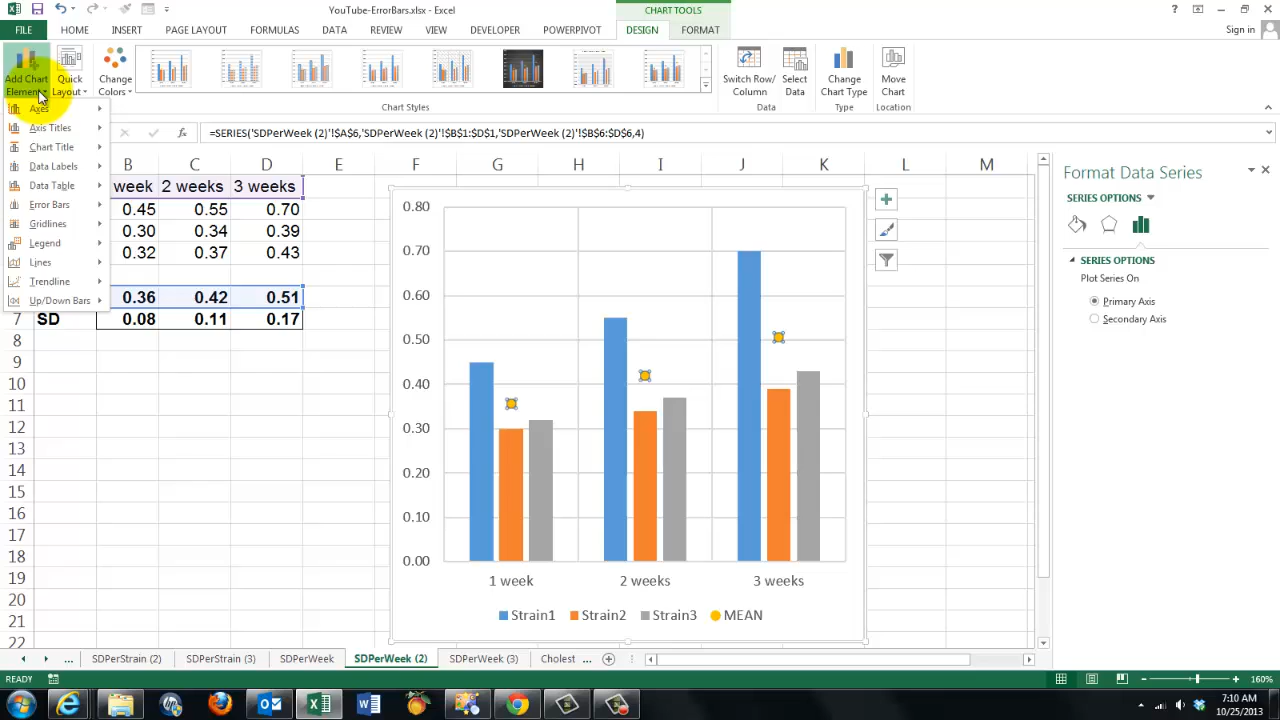 YouTube-ErrorBars.xlsx - Excel
CHART TOOLS
FILE HOME INSERT PAGE LAYOUT FORMULAS DATA REVIEW VIEW DEVELOPER POWERPIVOT DESIGN FORMAT
Sign in
Add Chart Element
Quick Layout
Change Colors
Chart Styles
Switch Row/Column
Select Data
Data
Change Chart Type
Type
Move Chart
Location
Axes
Axis Titles
Chart Title
Data Labels
Data Table
Error Bars
Gridlines
Legend
Lines
Trendline
Up/Down Bars
fx =SERIES('SDPerWeek (2)'!$A$6,'SDPerWeek (2)'!$B$1:$D$1,'SDPerWeek (2)'!$B$6:$D$6,4)
B C D E F G H I J K L M
week 2 weeks 3 weeks
0.45 0.55 0.70
0.30 0.34 0.39
0.32 0.37 0.43
0.36 0.42 0.51
7 SD 0.08 0.11 0.17
8
9
10
11
12
13
14
15
16
17
18
19
20
21
22
0.80
0.70
0.60
0.50
0.40
0.30
0.20
0.10
0.00
1 week 2 weeks 3 weeks
Strain1 Strain2 Strain3 MEAN
Format Data Series
SERIES OPTIONS
SERIES OPTIONS
Plot Series On
Primary Axis
Secondary Axis
... SDPerStrain (2) SDPerStrain (3) SDPerWeek SDPerWeek (2) SDPerWeek (3) Cholest ...
READY
160%
7:10 AM
10/25/2013